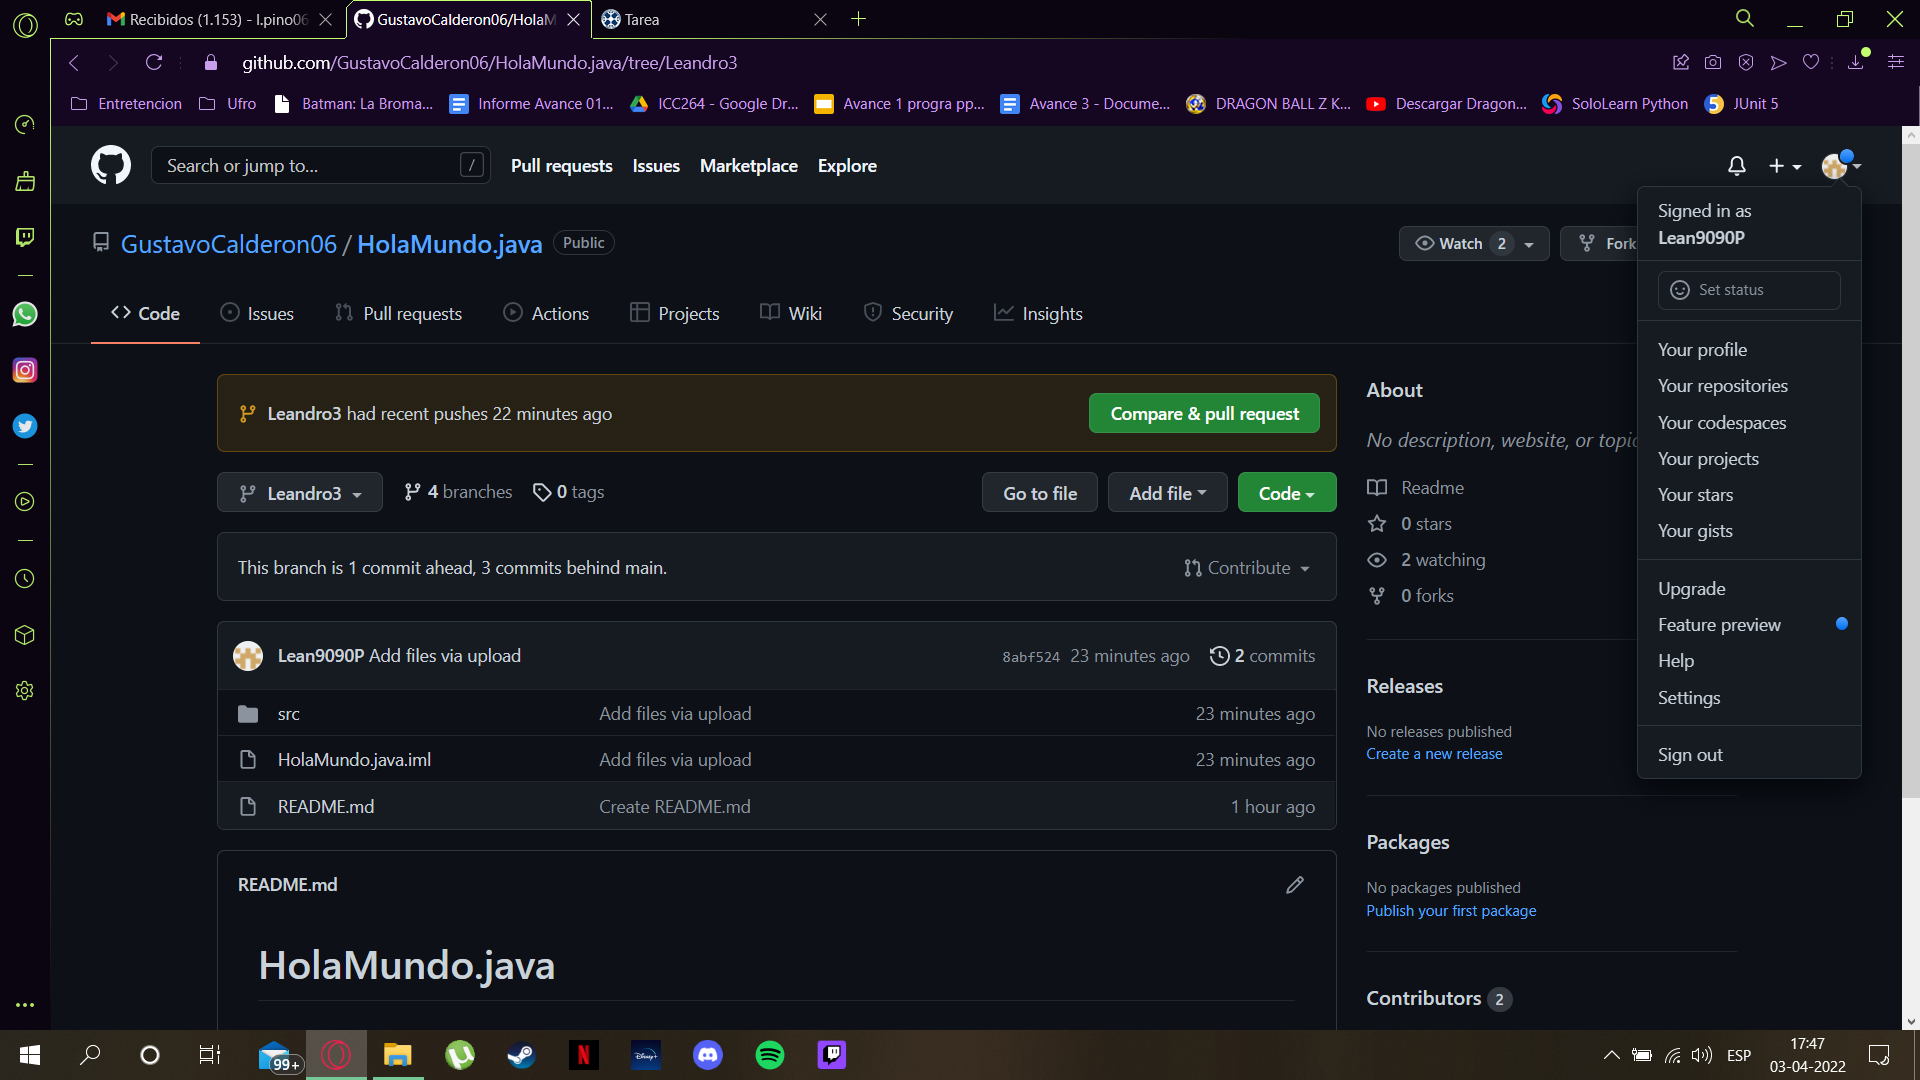 Recibidos (1.153) - l.pino06
GustavoCalderon06/HolaM
Tarea
github.com/GustavoCalderon06/HolaMundo.java/tree/Leandro3
Entretencion
Ufro
Batman: La Broma...
Informe Avance 01...
ICC264 - Google Dr...
Avance 1 progra pp...
Avance 3 - Docume...
DRAGON BALL Z K...
Descargar Dragon...
SoloLearn Python
JUnit 5
Search or jump to...
/
Pull requests
Issues
Marketplace
Explore
Signed in as
Lean9090P
Set status
Your profile
Your repositories
Your codespaces
Your projects
Your stars
Your gists
Upgrade
Feature preview
Help
Settings
Sign out
GustavoCalderon06 / HolaMundo.java
Public
Watch 2
Fork
Code
Issues
Pull requests
Actions
Projects
Wiki
Security
Insights
Leandro3 had recent pushes 22 minutes ago
Compare & pull request
Leandro3
4 branches
0 tags
Go to file
Add file
Code
This branch is 1 commit ahead, 3 commits behind main.
Contribute
Lean9090P Add files via upload
8abf524 23 minutes ago
2 commits
src
Add files via upload
23 minutes ago
HolaMundo.java.iml
Add files via upload
23 minutes ago
README.md
Create README.md
1 hour ago
README.md
HolaMundo.java
About
No description, website, or topic
Readme
0 stars
2 watching
0 forks
Releases
No releases published
Create a new release
Packages
No packages published
Publish your first package
Contributors 2
99+
Disney+
ESP
17:47
03-04-2022